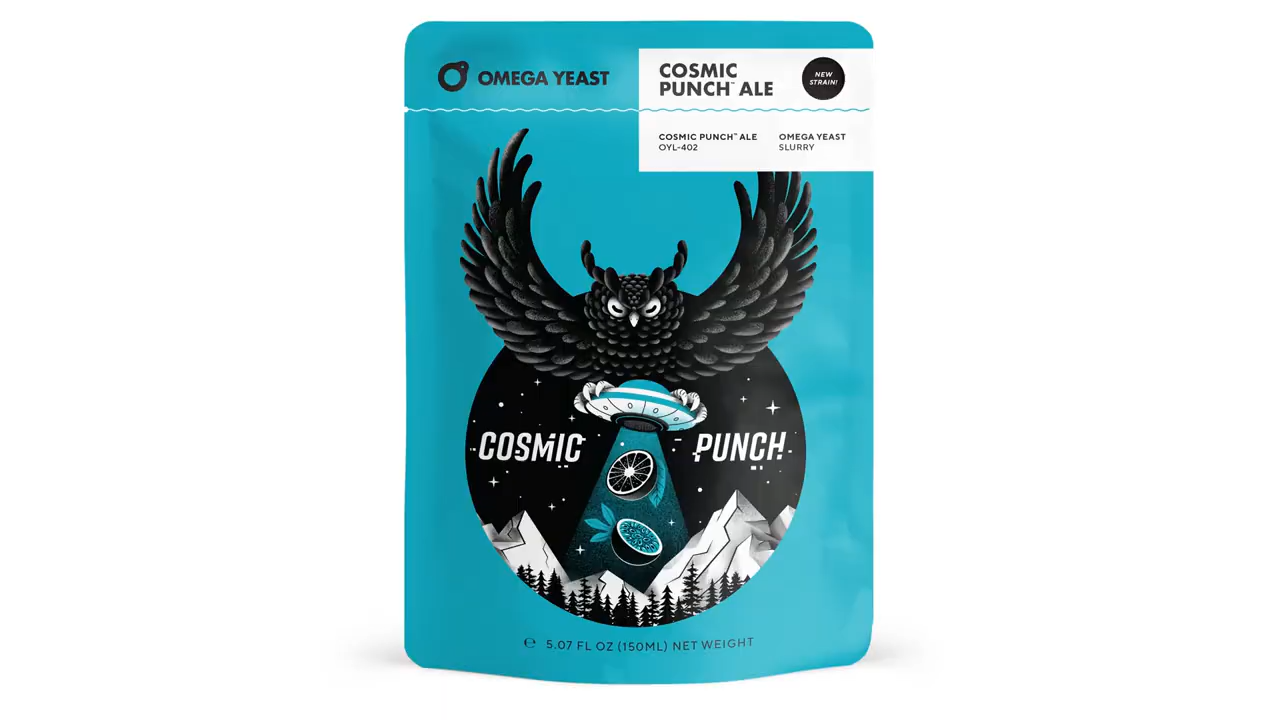 OMEGA YEAST
COSMIC
PUNCH™ ALE
NEW
STRAIN!
COSMIC PUNCH™ ALE
OYL-402
OMEGA YEAST
SLURRY
COSMIC PUNCH
℮ 5.07 FL OZ (150ML) NET WEIGHT